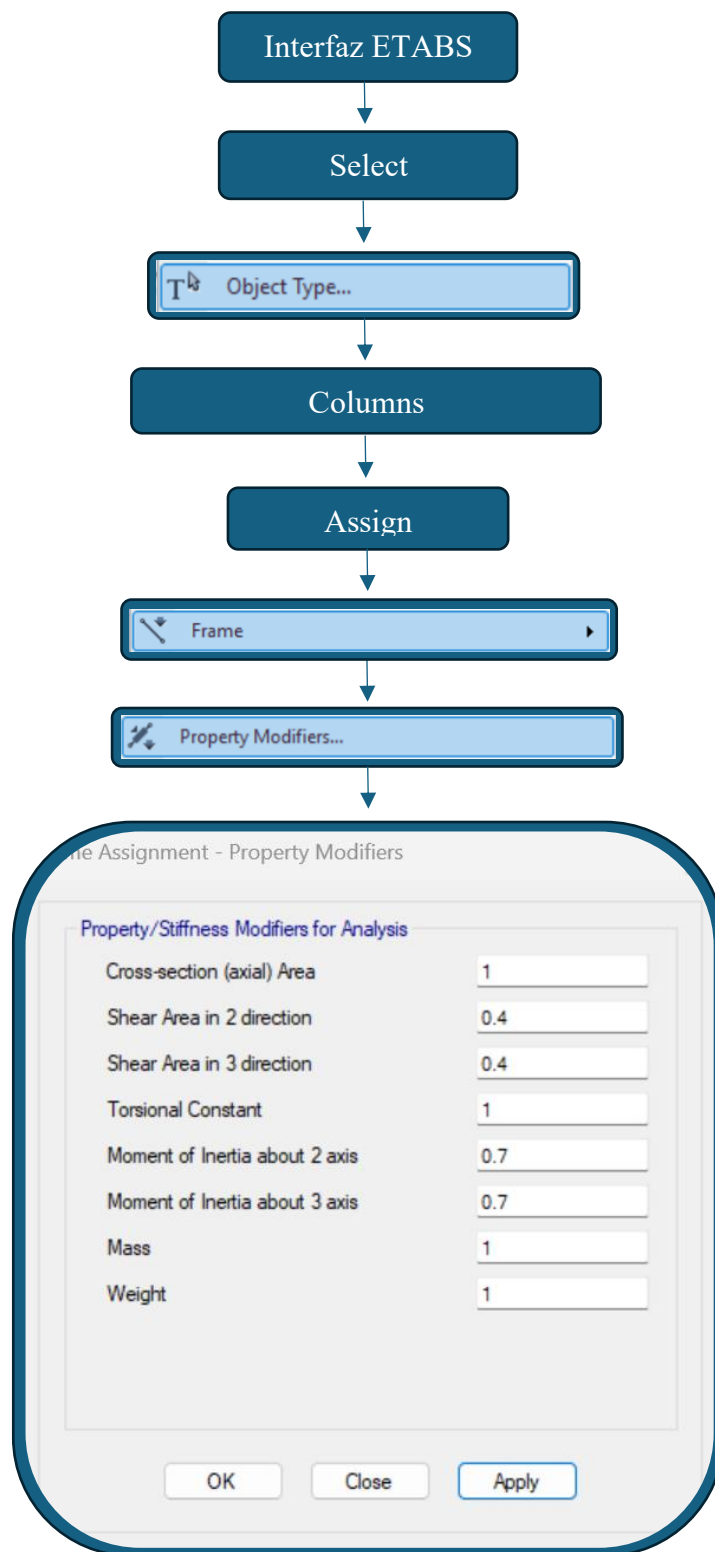 Interfaz ETABS
Select
Object Type...
Columns
Assign
Frame
Property Modifiers...
Assignment - Property Modifiers
Property/Stiffness Modifiers for Analysis
Cross-section (axial) Area 1
Shear Area in 2 direction 0.4
Shear Area in 3 direction 0.4
Torsional Constant 1
Moment of Inertia about 2 axis 0.7
Moment of Inertia about 3 axis 0.7
Mass 1
Weight 1
OK Close Apply